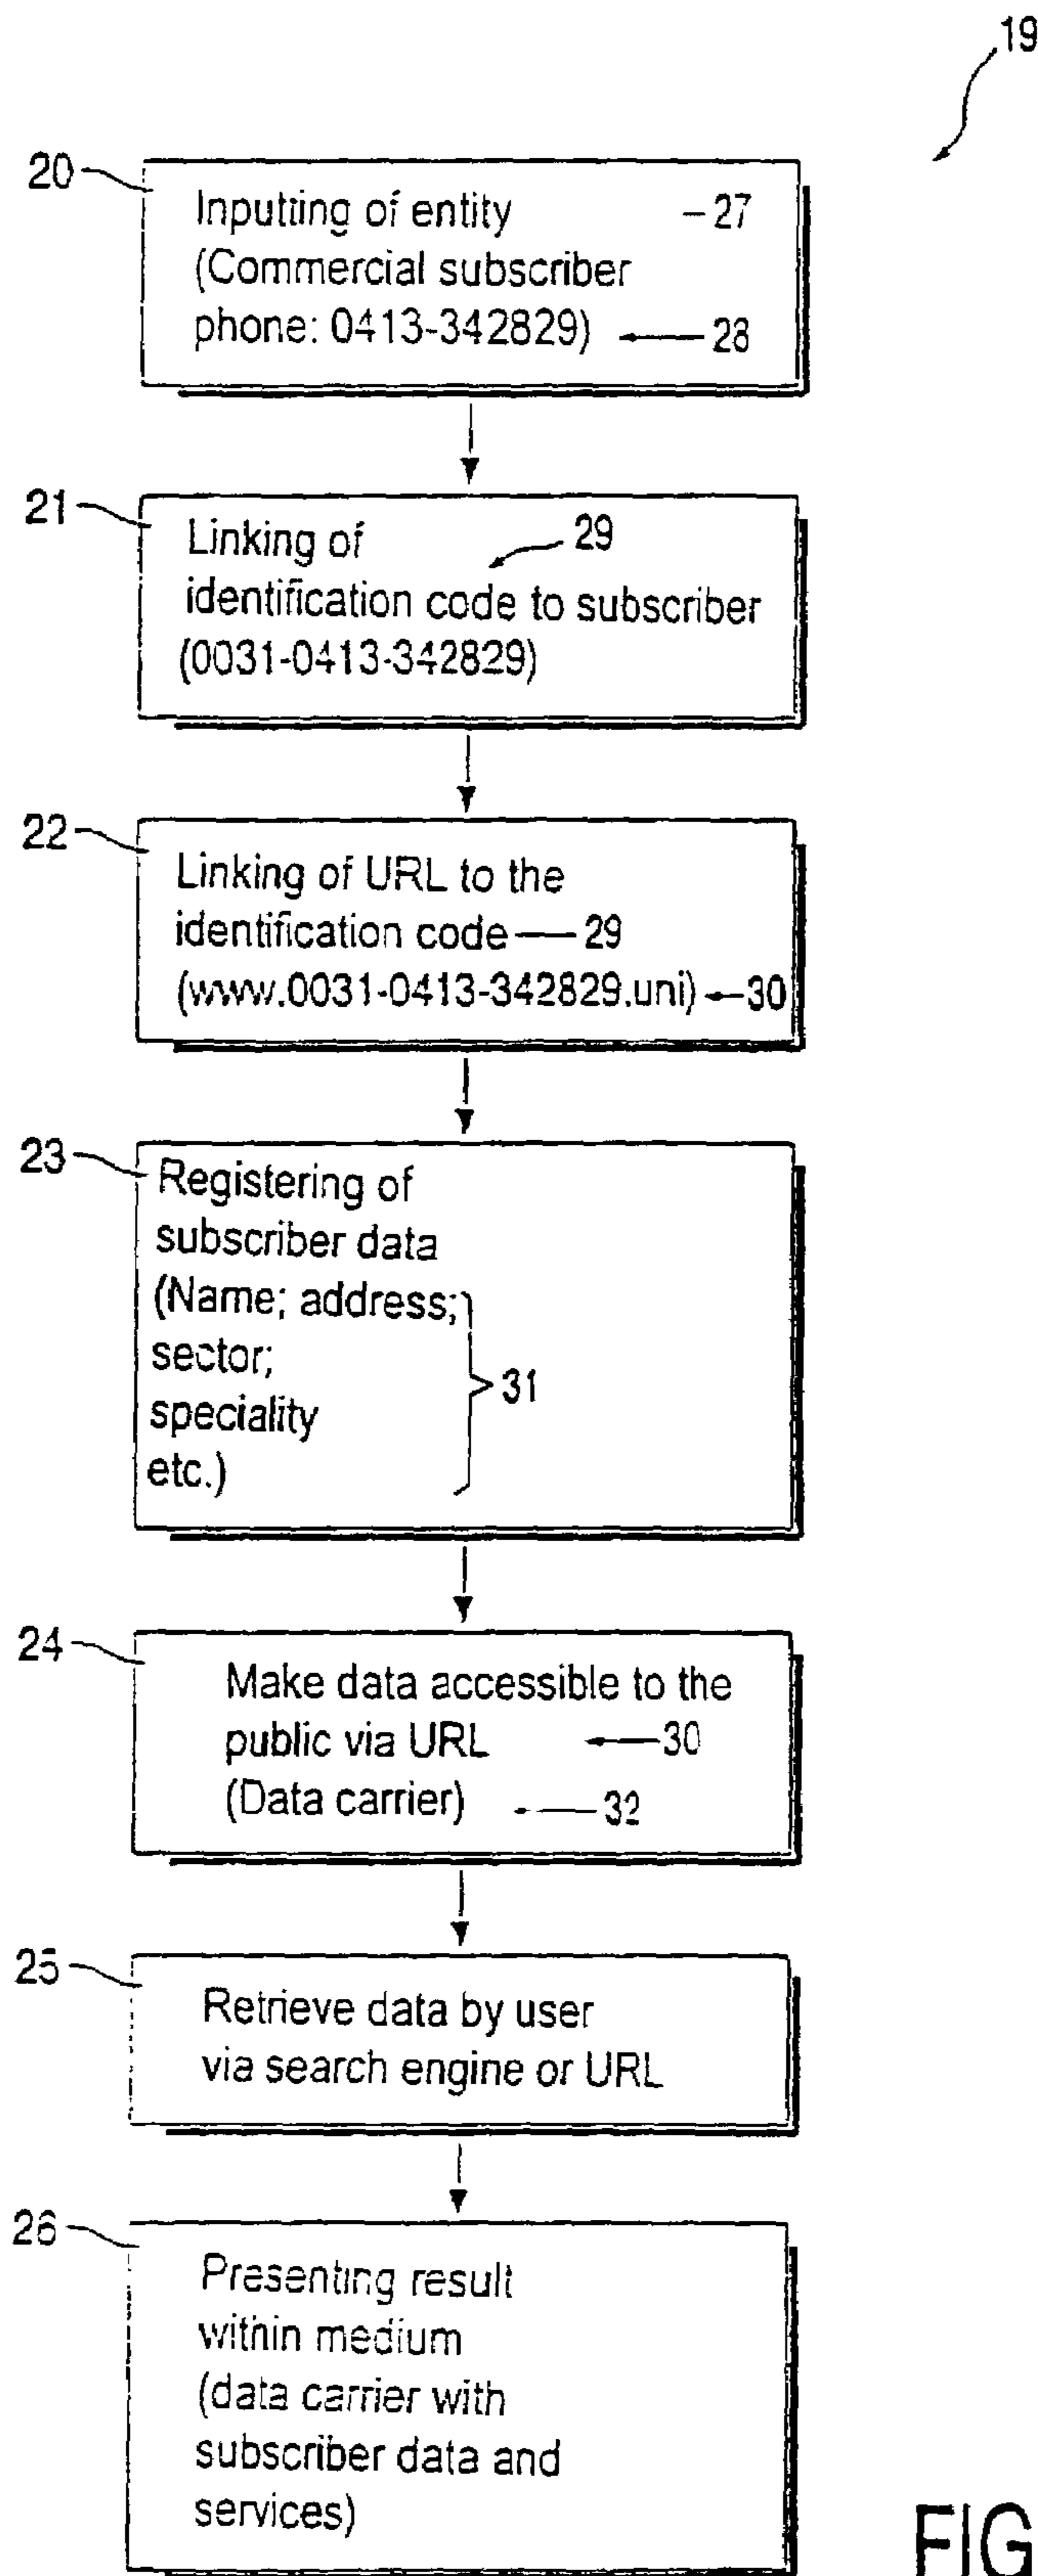 19
20
Inputting of entity - 27
(Commercial subscriber
phone: 0413-342829) 28
21
Linking of 29
identification code to subscriber
(0031-0413-342829)
22
Linking of URL to the
identification code 29
(www.0031-0413-342829.uni) 30
23
Registering of
subscriber data
(Name; address;
sector;
speciality
etc.)
31
24
Make data accessible to the
public via URL 30
(Data carrier) 32
25
Retrieve data by user
via search engine or URL
26
Presenting result
within medium
(data carrier with
subscriber data and
services)
FIG